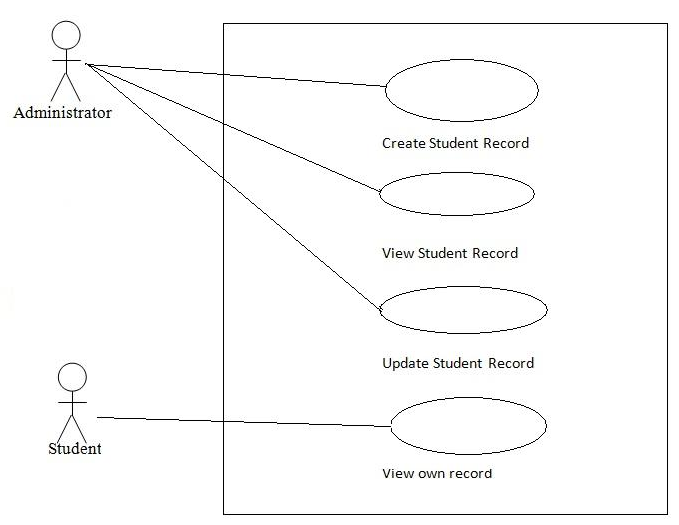 Administrator
Create Student Record
View Student Record
Update Student Record
Student
View own record